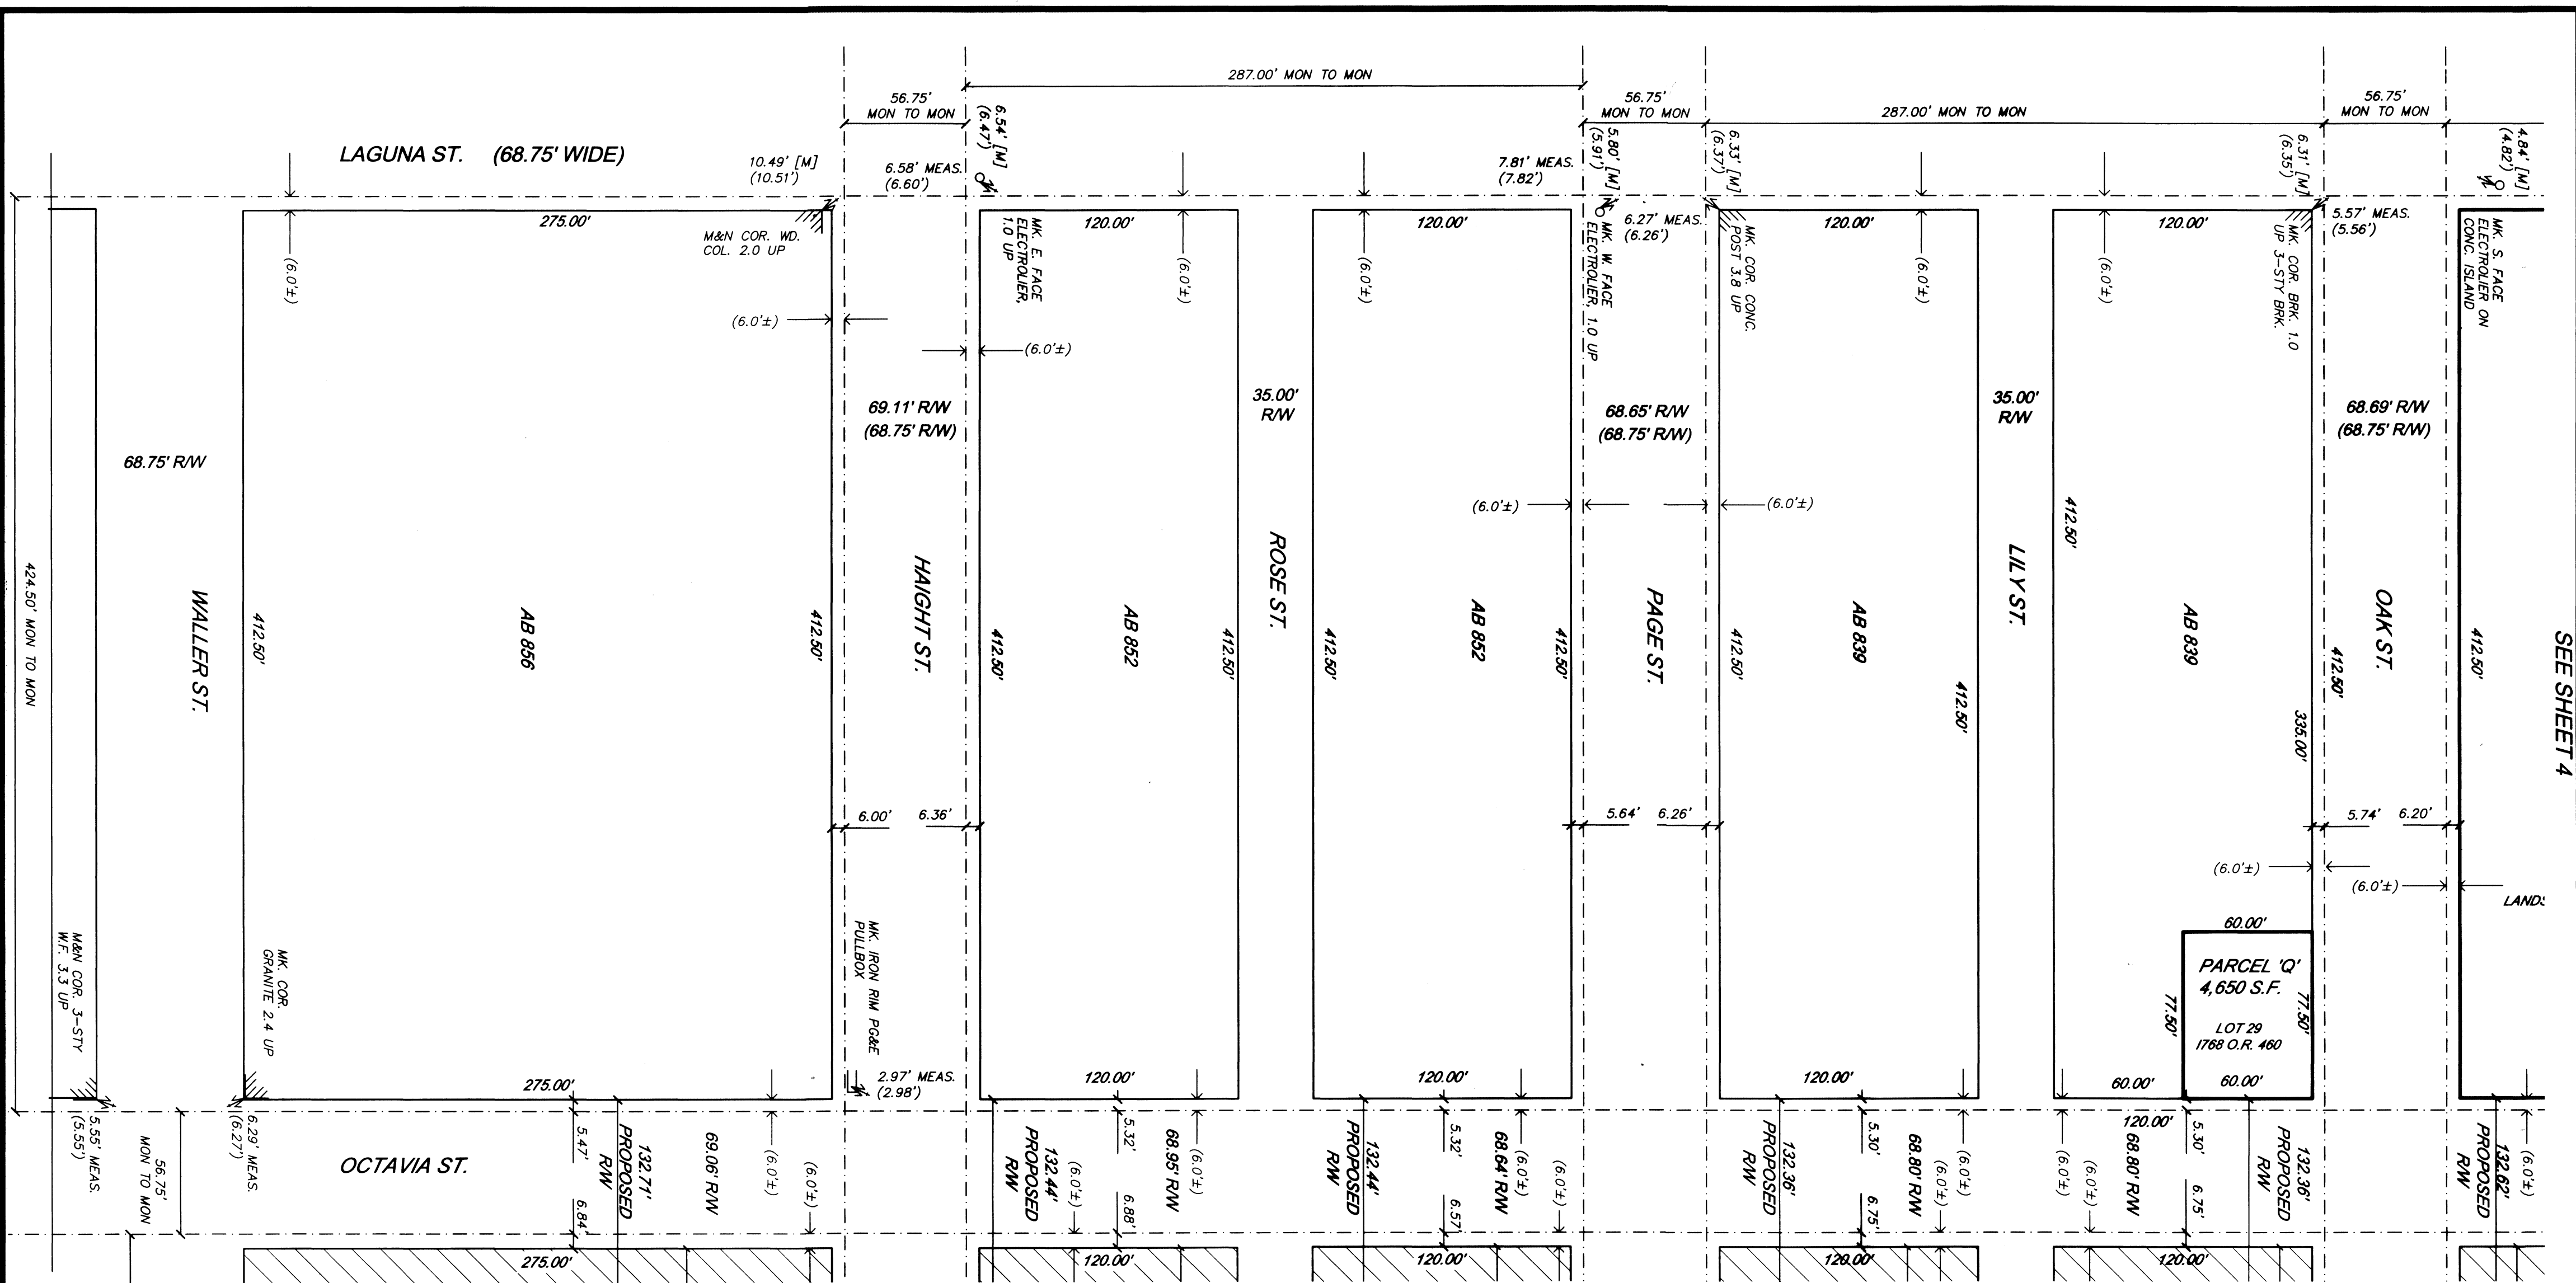 287.00' MON TO MON
56.75'
MON TO MON
6.54' [M]
(6.47')
56.75'
MON TO MON
5.80' [M]
(5.91')
6.33' [M]
(6.37')
287.00' MON TO MON
6.31' [M]
(6.35')
56.75'
MON TO MON
4.84' [M]
(4.82')
LAGUNA ST. (68.75' WIDE)
10.49' [M]
(10.51')
6.58' MEAS.
(6.60')
7.81' MEAS.
(7.82')
6.27' MEAS.
(6.26')
5.57' MEAS.
(5.56')
275.00'
120.00'
120.00'
120.00'
120.00'
M&N COR. WD.
COL. 2.0 UP
MK. E. FACE
ELECTROLIER,
1.0 UP
MK. W. FACE
ELECTROLIER, 1.0 UP
MK. COR. CONC.
POST 3.8 UP
MK. COR. BRK. 1.0
UP 3-STY BRK.
MK. S. FACE
ELECTROLIER ON
CONC. ISLAND
(6.0'±)
(6.0'±)
(6.0'±)
(6.0'±)
(6.0'±)
(6.0'±)
(6.0'±)
68.75' R/W
69.11' R/W
(68.75' R/W)
35.00'
R/W
68.65' R/W
(68.75' R/W)
35.00'
R/W
68.69' R/W
(68.75' R/W)
(6.0'±)
(6.0'±)
424.50' MON TO MON
WALLER ST.
412.50'
AB 856
412.50'
HAIGHT ST.
412.50'
AB 852
412.50'
ROSE ST.
412.50'
AB 852
412.50'
PAGE ST.
412.50'
AB 839
412.50'
LILY ST.
412.50'
AB 839
335.00'
412.50'
OAK ST.
412.50'
SEE SHEET 4
6.00' 6.36'
5.64' 6.26'
5.74' 6.20'
(6.0'±)
(6.0'±)
LANDS
60.00'
PARCEL 'Q'
4,650 S.F.
LOT 29
1768 O.R. 460
77.50'
77.50'
60.00'
60.00'
120.00'
M&N COR. 3-STY
W.F. 3.3 UP
MK. COR.
GRANITE 2.4 UP
MK. IRON RIM PG&E
PULLBOX
2.97' MEAS.
(2.98')
275.00'
120.00'
120.00'
120.00'
5.55' MEAS.
(5.55')
56.75'
MON TO MON
6.29' MEAS.
(6.27')
OCTAVIA ST.
5.47'
6.84'
132.71'
PROPOSED
R/W
69.06' R/W
(6.0'±)
(6.0'±)
132.44'
PROPOSED
R/W
(6.0'±)
5.32'
6.88'
68.95' R/W
(6.0'±)
132.44'
PROPOSED
R/W
5.32'
6.57'
68.64' R/W
(6.0'±)
(6.0'±)
132.36'
PROPOSED
R/W
5.30'
6.75'
68.80' R/W
(6.0'±)
(6.0'±)
(6.0'±)
(6.0'±)
68.80' R/W
5.30'
6.75'
132.36'
PROPOSED
R/W
132.62'
PROPOSED
R/W
(6.0'±)
275.00'
120.00'
120.00'
120.00'
120.00'